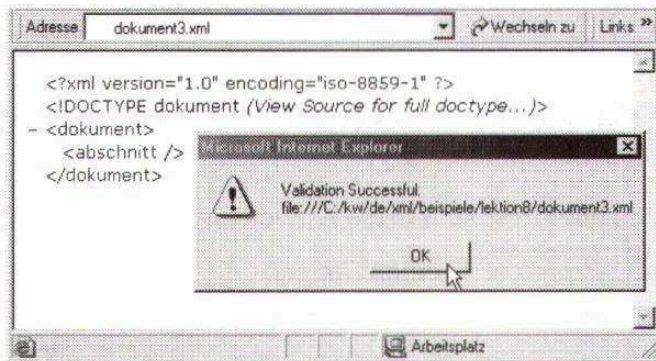 Adresse dokument3.xml Wechseln zu Links »
<?xml version="1.0" encoding="iso-8859-1" ?>
<!DOCTYPE dokument (View Source for full doctype...)>
- <dokument>
<abschnitt />
</dokument>
Microsoft Internet Explorer
Validation Successful.
file:///C:/kw/de/xml/beispiele/lektion8/dokument3.xml
OK
Arbeitsplatz